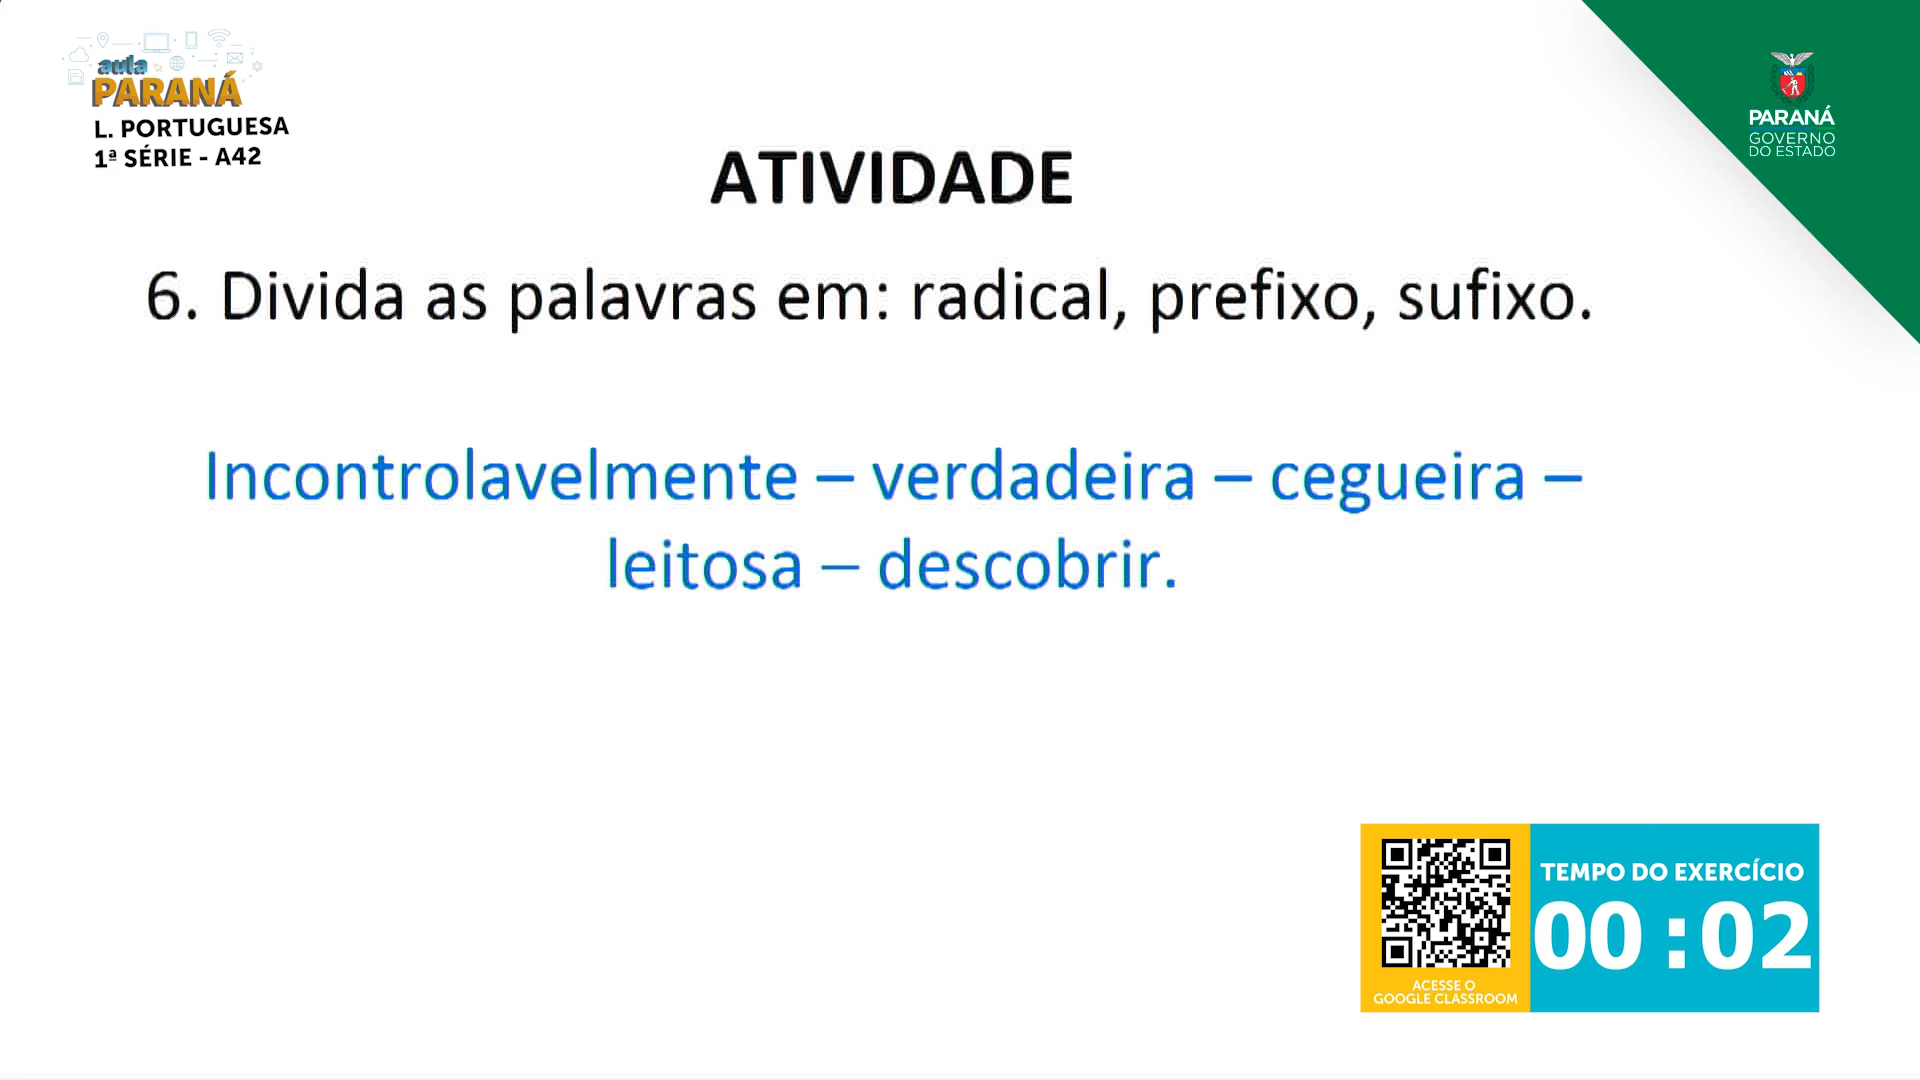 aula
PARANÁ
L. PORTUGUESA
1ª SÉRIE - A42
PARANÁ
GOVERNO
DO ESTADO
ATIVIDADE
6. Divida as palavras em: radical, prefixo, sufixo.
Incontrolavelmente – verdadeira – cegueira –
leitosa – descobrir.
TEMPO DO EXERCÍCIO
00:02
ACESSE O
GOOGLE CLASSROOM